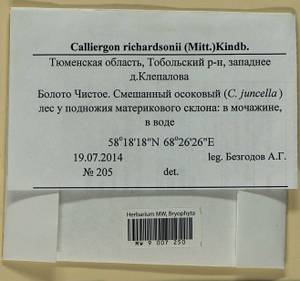 Calliergon richardsonii (Mitt.)Kindb.
Тюменская область, Тобольский р-н, западнее
д.Клепалова
Болото Чистое. Смешанный осоковый (C. juncella)
лес у подножия материкового склона: в мочажине,
в воде
58°18'18"N 68°26'26"E
19.07.2014 leg. Безгодов А.Г.
№ 205 det.
Herbarium MW, Bryophyta
MW 9 007 250